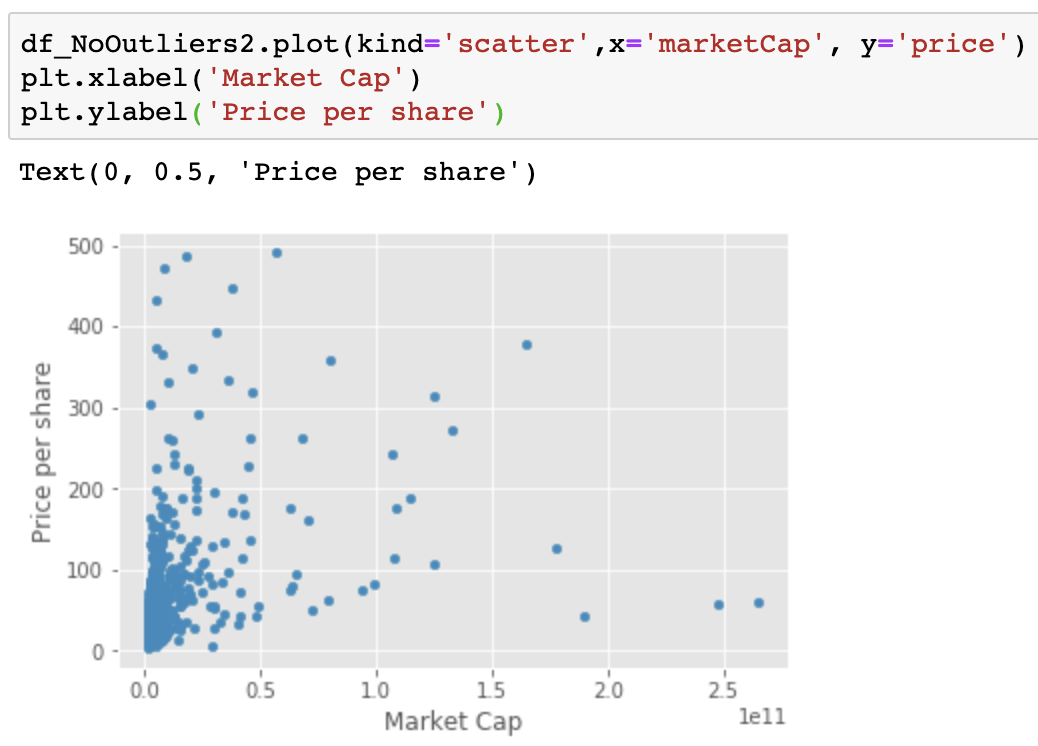 df_NoOutliers2.plot(kind='scatter',x='marketCap', y='price')
plt.xlabel('Market Cap')
plt.ylabel('Price per share')
Text(0, 0.5, 'Price per share')
500
400
300
200
100
0
Price per share
0.0 0.5 1.0 1.5 2.0 2.5
1e11
Market Cap